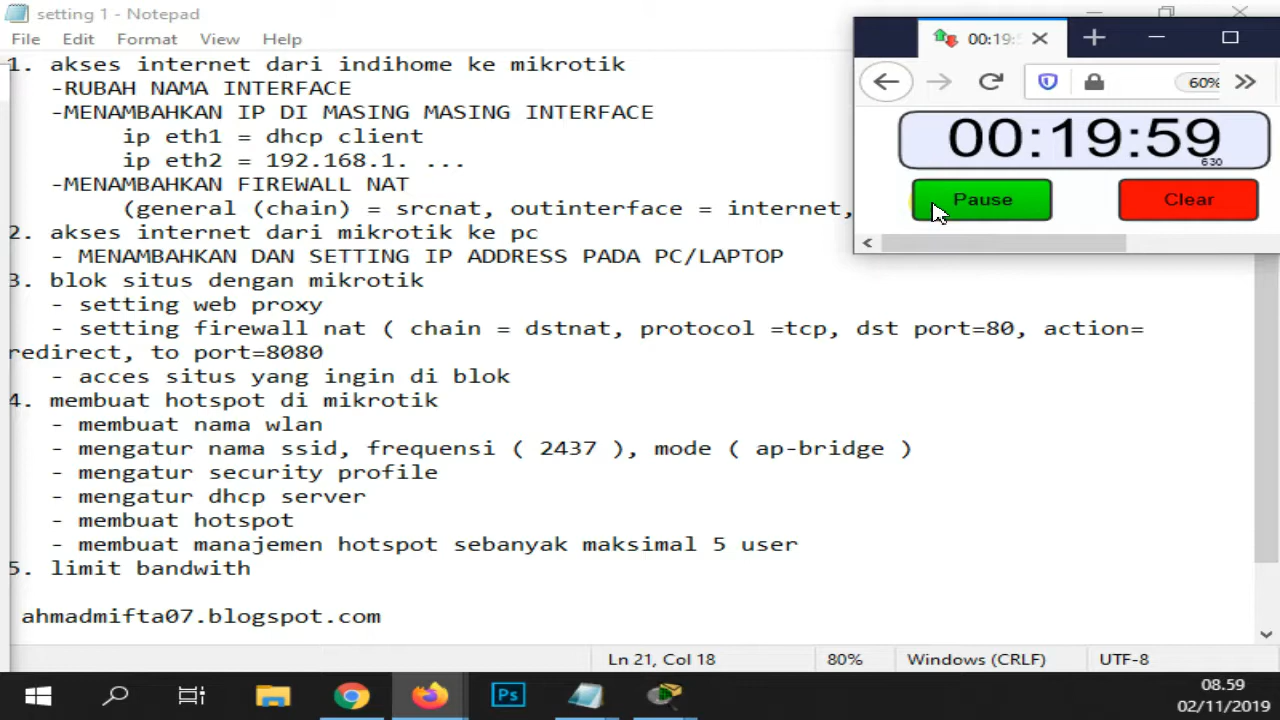 setting 1 - Notepad
File Edit Format View Help
1. akses internet dari indihome ke mikrotik
-RUBAH NAMA INTERFACE
-MENAMBAHKAN IP DI MASING MASING INTERFACE
ip eth1 = dhcp client
ip eth2 = 192.168.1. ...
-MENAMBAHKAN FIREWALL NAT
(general (chain) = srcnat, outinterface = internet,
2. akses internet dari mikrotik ke pc
- MENAMBAHKAN DAN SETTING IP ADDRESS PADA PC/LAPTOP
3. blok situs dengan mikrotik
- setting web proxy
- setting firewall nat ( chain = dstnat, protocol =tcp, dst port=80, action=
redirect, to port=8080
- acces situs yang ingin di blok
4. membuat hotspot di mikrotik
- membuat nama wlan
- mengatur nama ssid, frequensi ( 2437 ), mode ( ap-bridge )
- mengatur security profile
- mengatur dhcp server
- membuat hotspot
- membuat manajemen hotspot sebanyak maksimal 5 user
5. limit bandwith
ahmadmifta07.blogspot.com
Ln 21, Col 18 80% Windows (CRLF) UTF-8
00:19:
60%
00:19:59
630
Pause Clear
Ps
08.59
02/11/2019